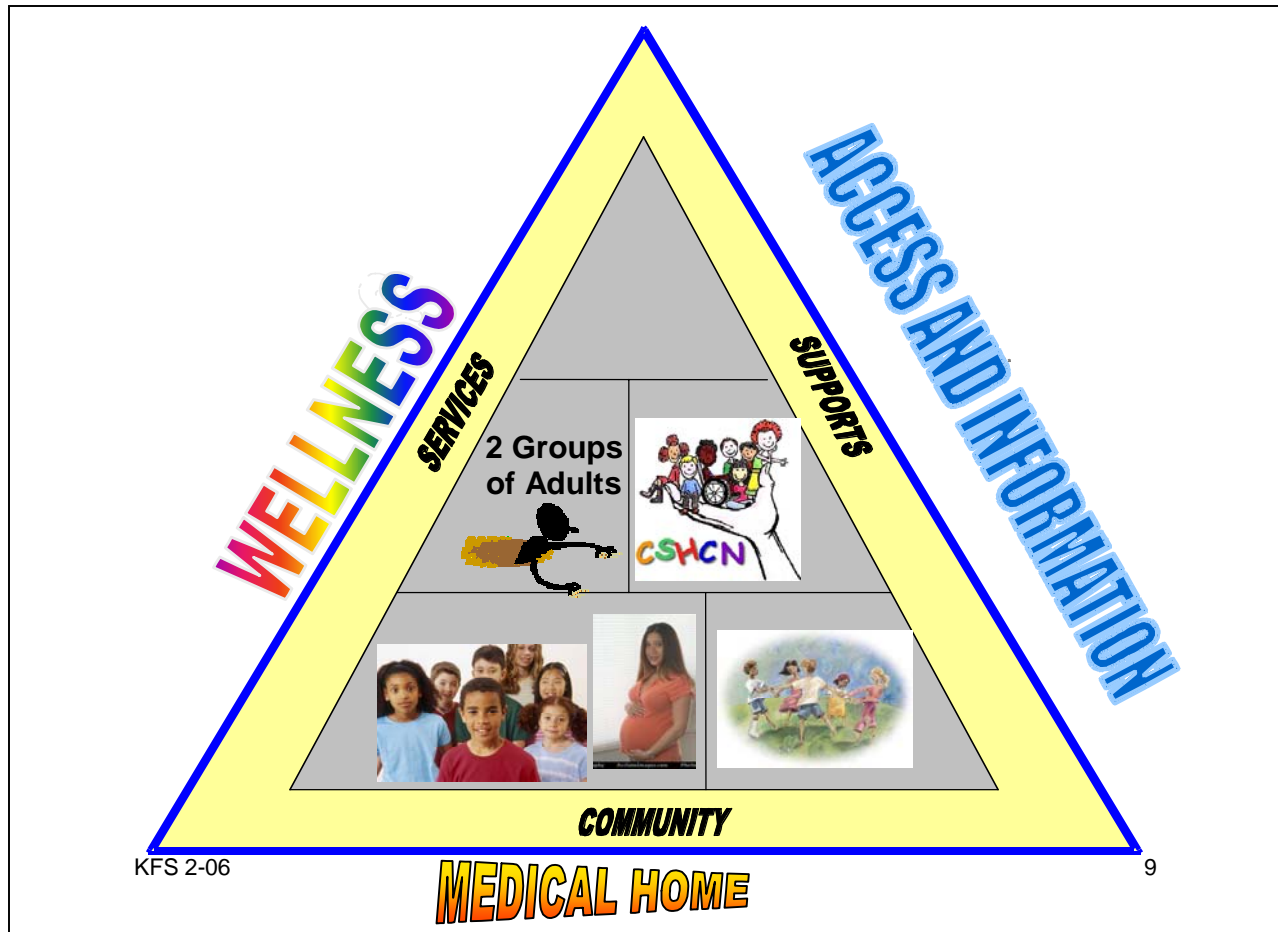 WELLNESS
ACCESS AND INFORMATION
SERVICES
SUPPORTS
2 Groups
of Adults
CSHCN
COMMUNITY
KFS 2-06
9
MEDICAL HOME